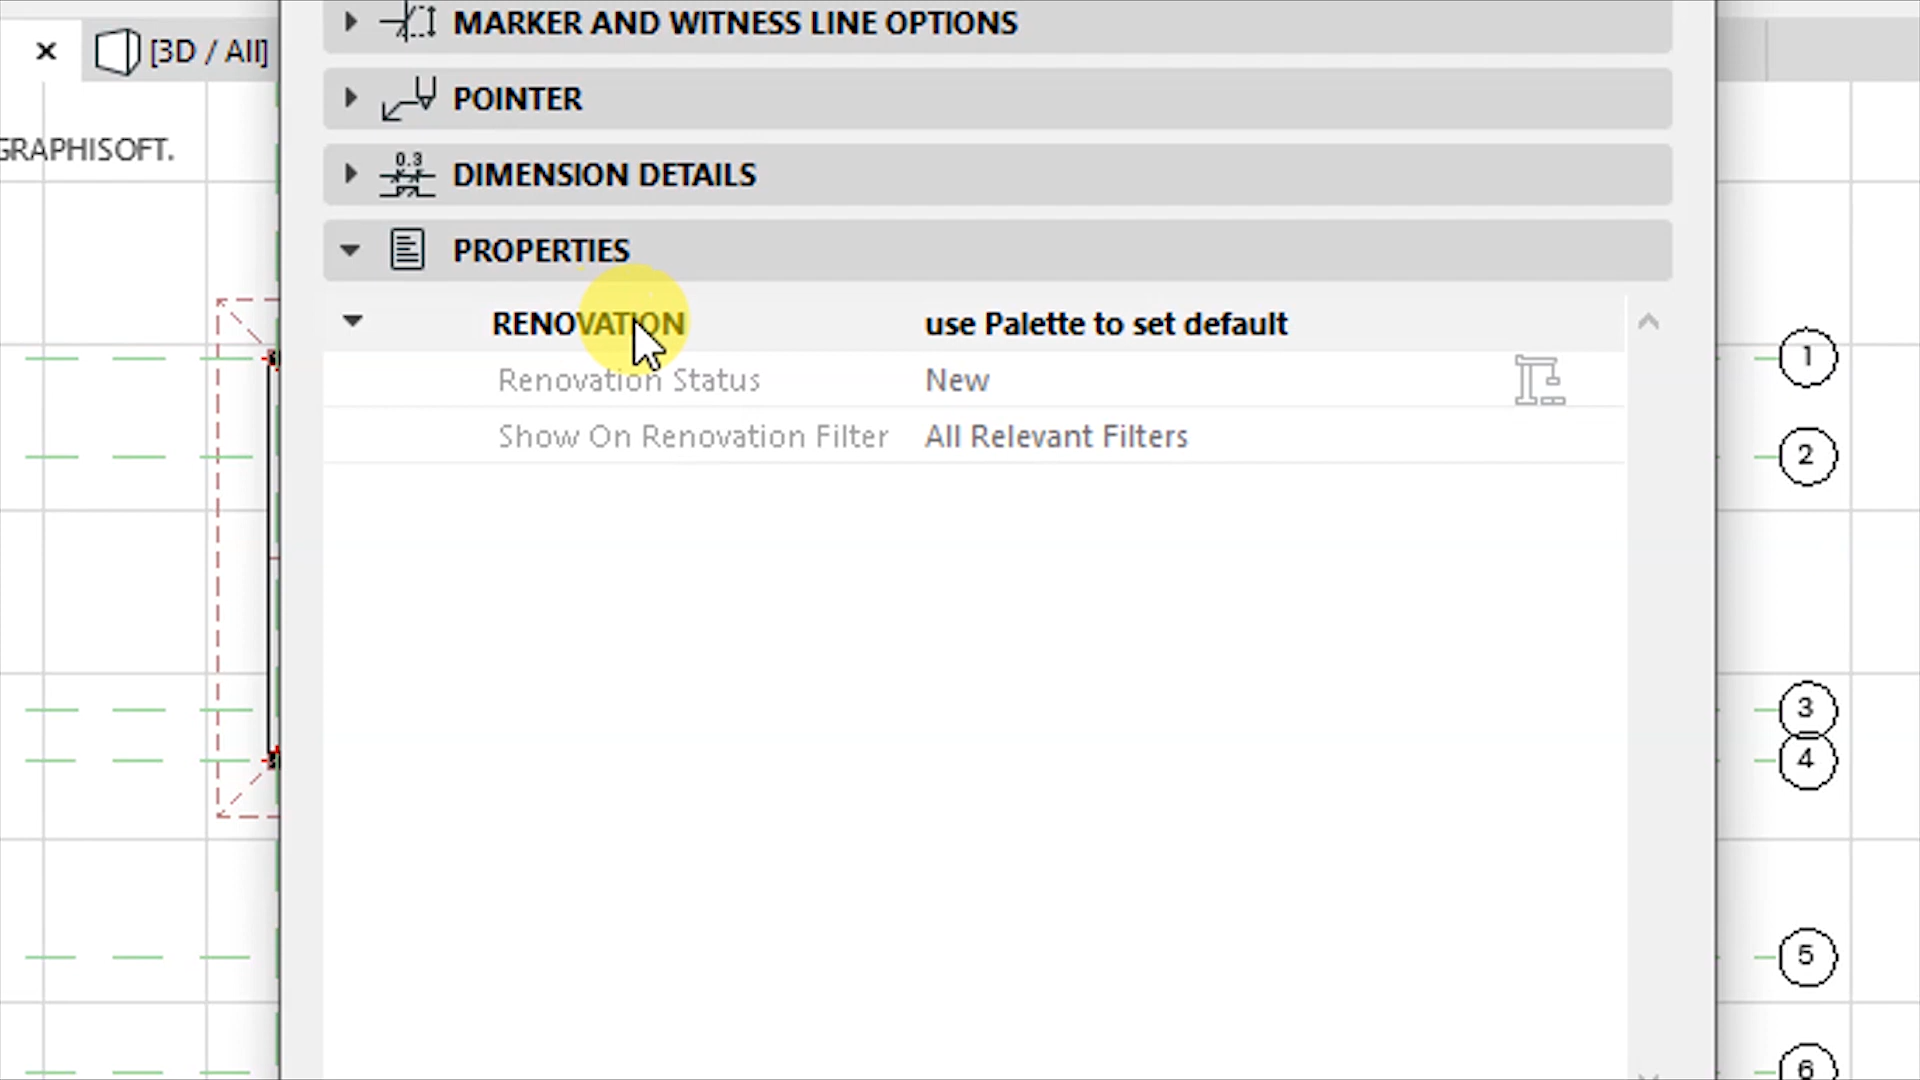 MARKER AND WITNESS LINE OPTIONS
[3D / All]
POINTER
GRAPHISOFT.
0.3
DIMENSION DETAILS
PROPERTIES
RENOVATION use Palette to set default
Renovation Status New
Show On Renovation Filter All Relevant Filters
1
2
3
4
5
6